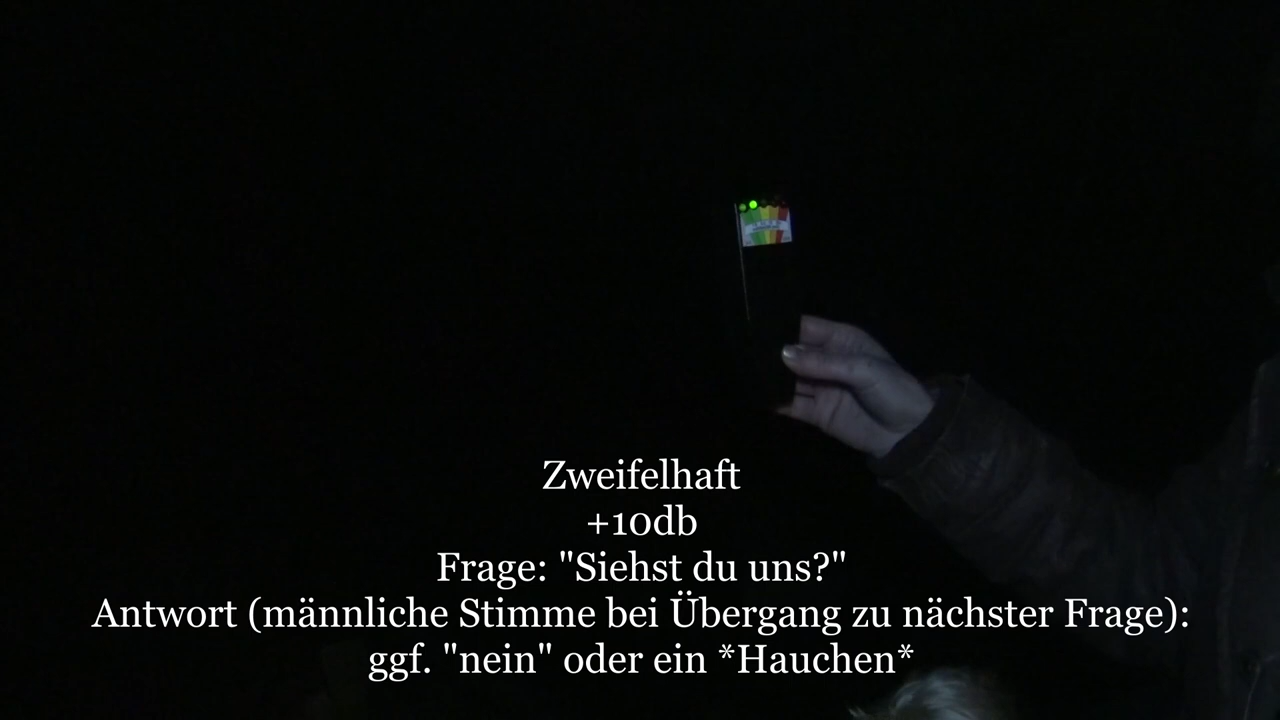 Zweifelhaft
+10db
Frage: "Siehst du uns?"
Antwort (männliche Stimme bei Übergang zu nächster Frage):
ggf. "nein" oder ein *Hauchen*